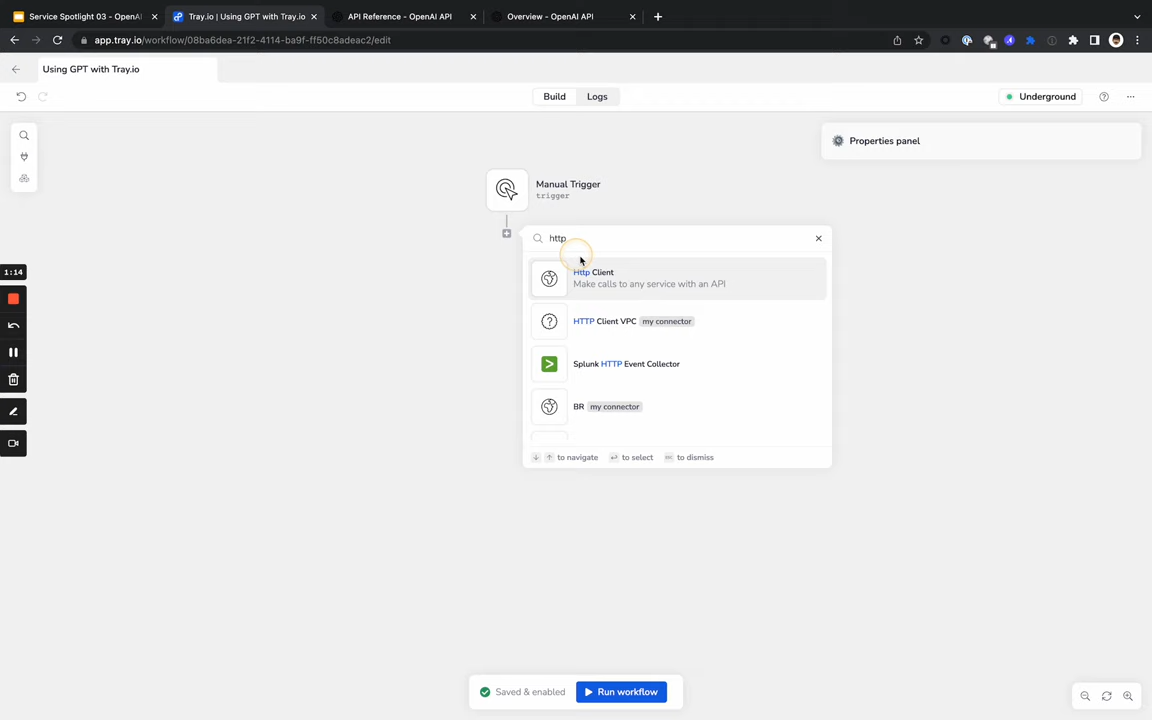 Service Spotlight 03 - OpenAI
Tray.io | Using GPT with Tray.io
API Reference - OpenAI API
Overview - OpenAI API
app.tray.io/workflow/08ba6dea-21f2-4114-ba9f-ff50c8adeac2/edit
Using GPT with Tray.io
Build
Logs
Underground
Properties panel
Manual Trigger
trigger
http
Http Client
Make calls to any service with an API
1:14
HTTP Client VPC my connector
Splunk HTTP Event Collector
BR my connector
to navigate
to select
esc to dismiss
Saved & enabled
Run workflow